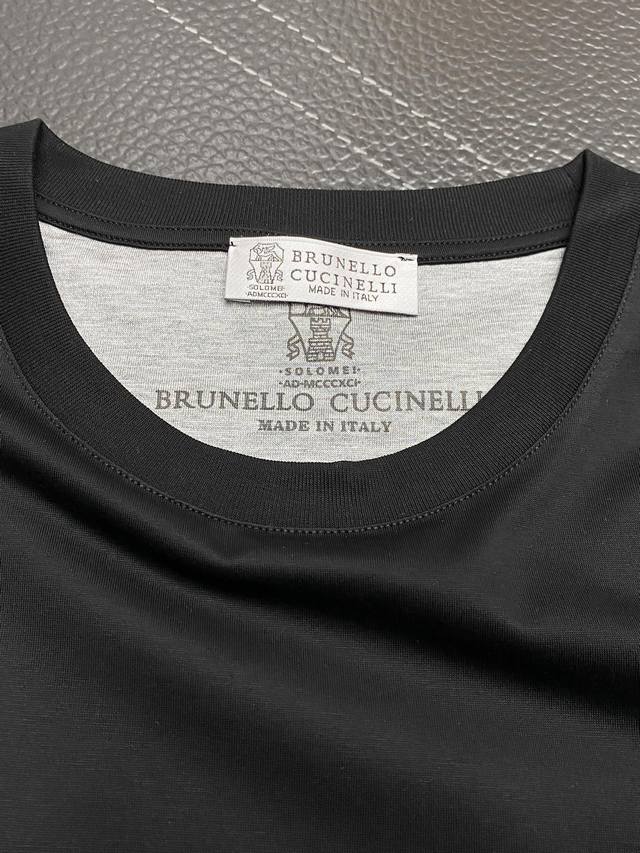 BRUNELLO
CUCINELLI
MADE IN ITALY
SOLOMEI
·ADMCCCXCI·
·SOLOMEI·
·AD-MCCCXCI·
BRUNELLO CUCINELLI
MADE IN ITALY